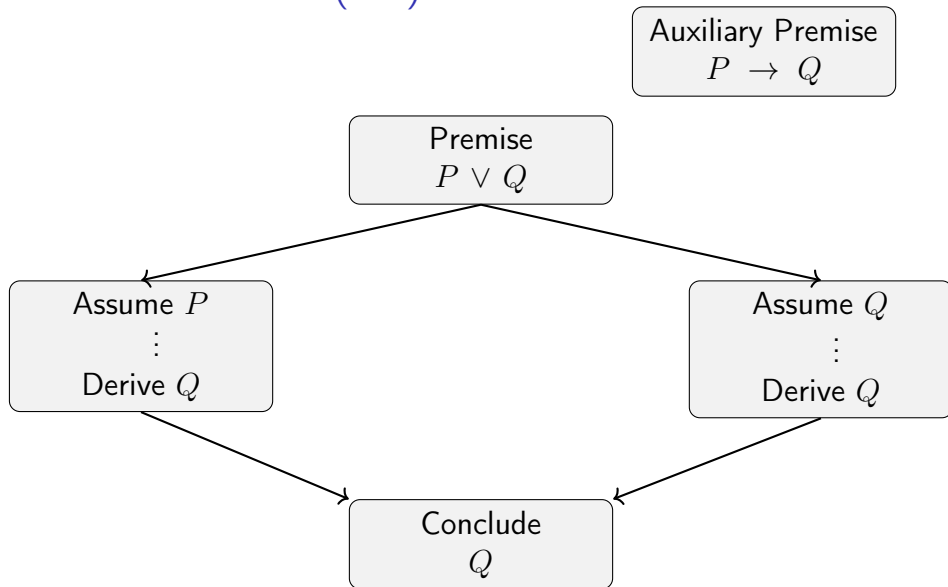 Auxiliary Premise
P → Q
Premise
P ∨ Q
Assume P
⋮
Derive Q
Assume Q
⋮
Derive Q
Conclude
Q